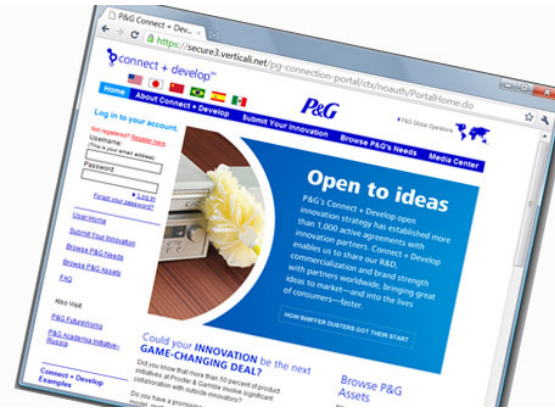 P&G Connect + Dev...
https://secure3.verticali.net/pg-connection-portal/ctx/noauth/PortalHome.do
connect + develop℠
P&G
P&G Global Operations
Home
About Connect + Develop
Submit Your Innovation
Browse P&G's Needs
Media Center
Log in to your account.
Not registered? Register here.
Username:
(This is your email address)
Password:
Log In
Forgot your password?
User Home
Submit Your Innovation
Browse P&G Needs
Browse P&G Assets
FAQ
Also Visit
P&G FutureWorks
P&G Academia Initiative-
Russia
Connect + Develop
Examples
Open to ideas
P&G's Connect + Develop open
innovation strategy has established more
than 1,000 active agreements with
innovation partners. Connect + Develop
enables us to share our R&D,
commercialization and brand strength
with partners worldwide, bringing great
ideas to market—and into the lives
of consumers—faster.
HOW SWIFFER DUSTERS GOT THEIR START
Could your INNOVATION be the next
GAME-CHANGING DEAL?
Did you know that more than 50 percent of product
initiatives at Procter & Gamble involve significant
collaboration with outside innovators?
Browse P&G
Assets